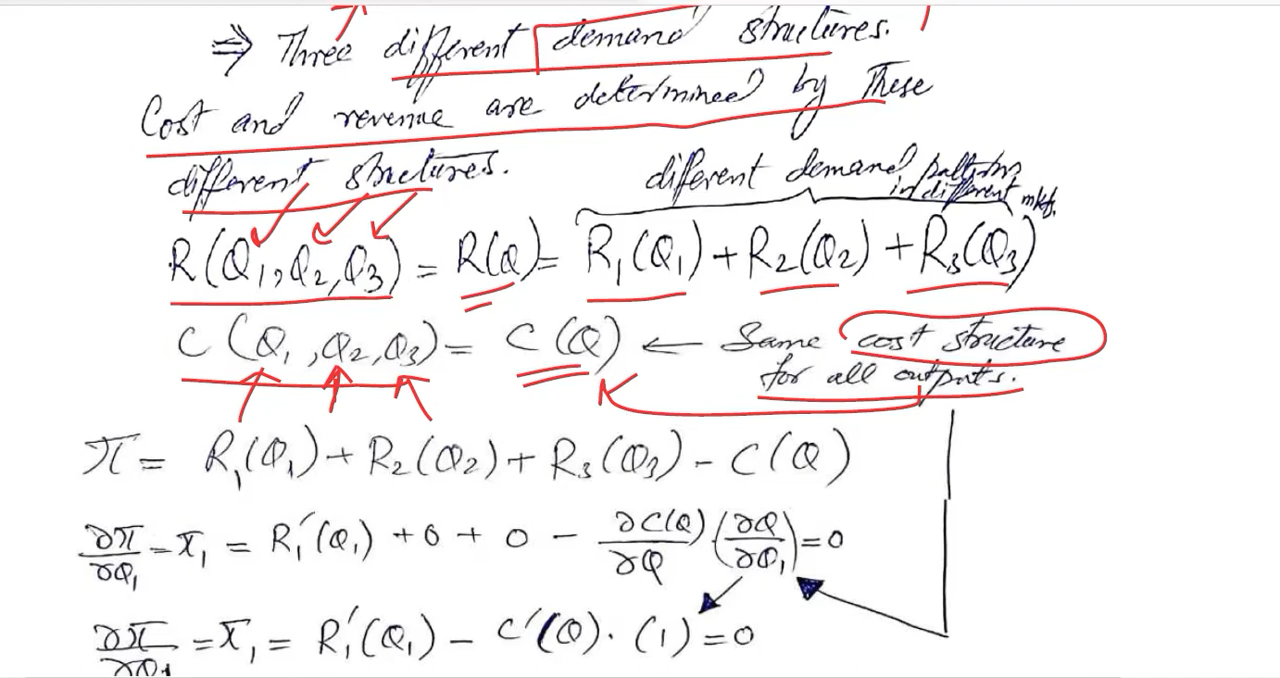 ⇒ Three different demand structures.
Cost and revenue are determined by These
different structures.
different demand patterns
in different mkts.
R(Q₁,Q₂,Q₃) = R(Q) = R₁(Q₁) + R₂(Q₂) + R₃(Q₃)
C (Q₁,Q₂,Q₃) = C(Q) ← Same cost structure
for all outputs.
π = R₁(Q₁) + R₂(Q₂) + R₃(Q₃) - C(Q)
∂π/∂Q₁ = π₁ = R₁′(Q₁) + 0 + 0 - ∂C(Q)/∂Q · (∂Q/∂Q₁) = 0
∂π/∂Q₁ = π₁ = R₁′(Q₁) - C′(Q) · (1) = 0